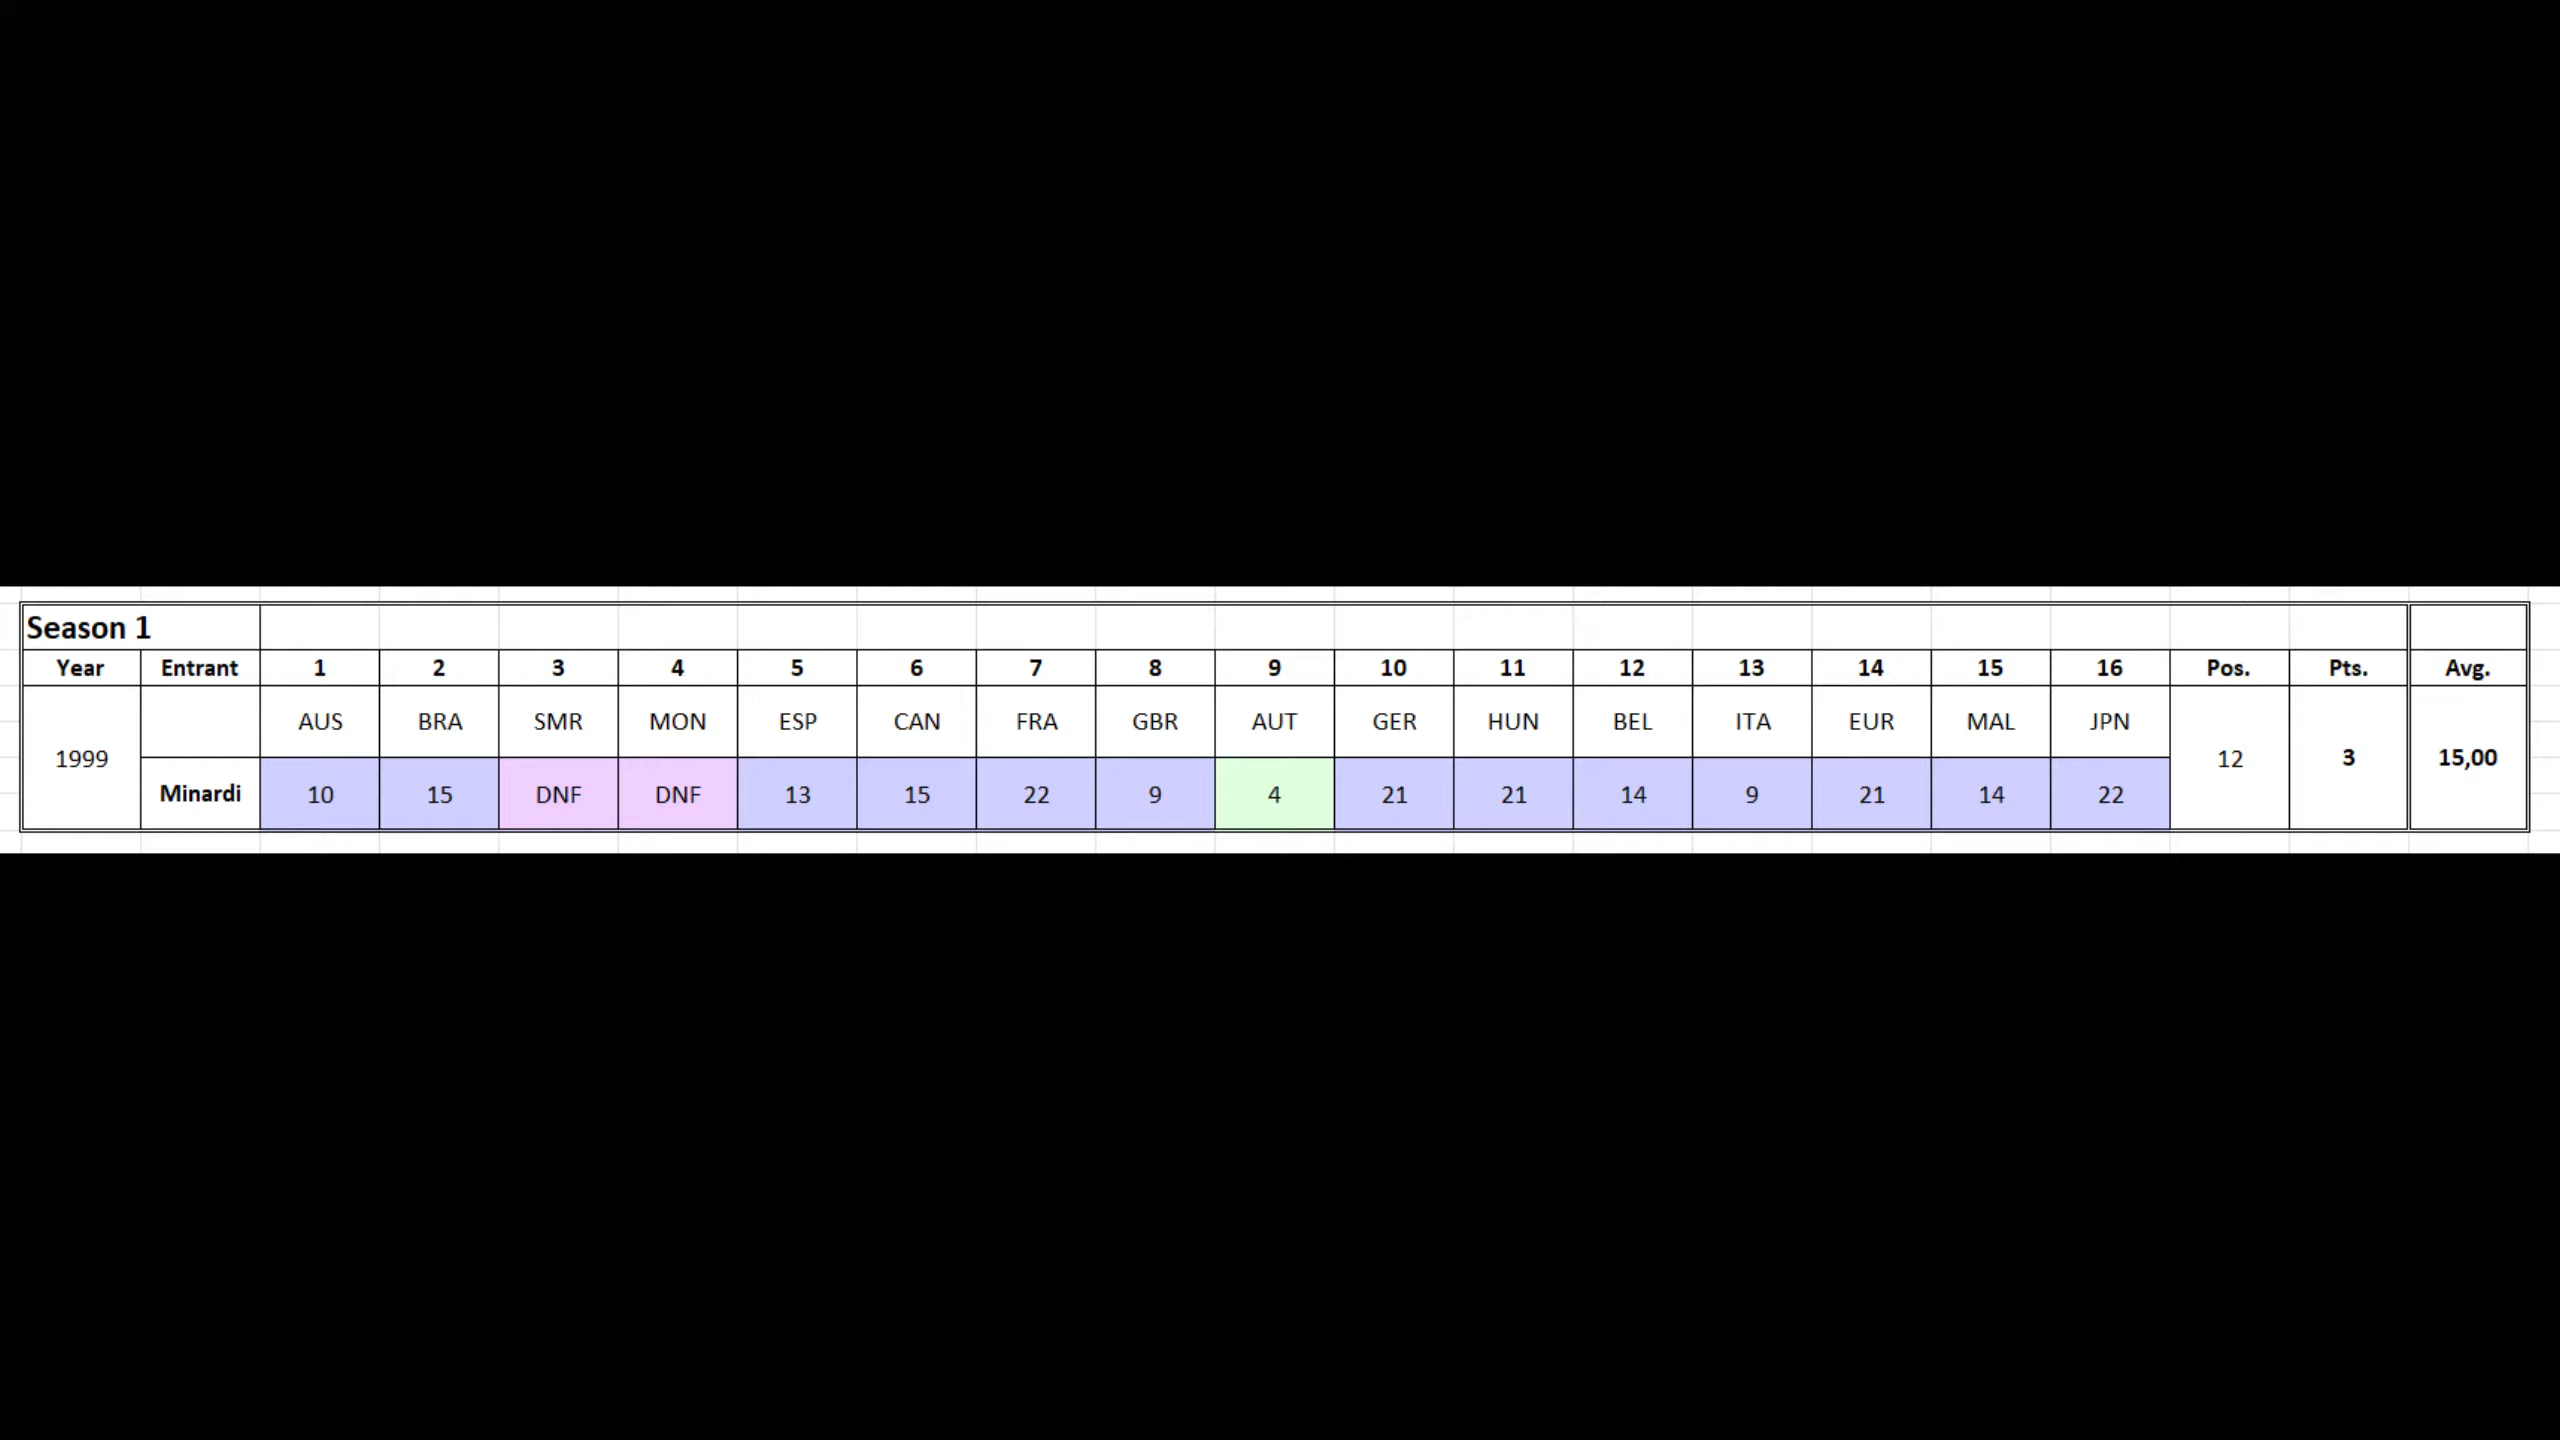 Season 1
Year Entrant 1 2 3 4 5 6 7 8 9 10 11 12 13 14 15 16 Pos. Pts. Avg.
AUS BRA SMR MON ESP CAN FRA GBR AUT GER HUN BEL ITA EUR MAL JPN
1999 12 3 15,00
Minardi 10 15 DNF DNF 13 15 22 9 4 21 21 14 9 21 14 22